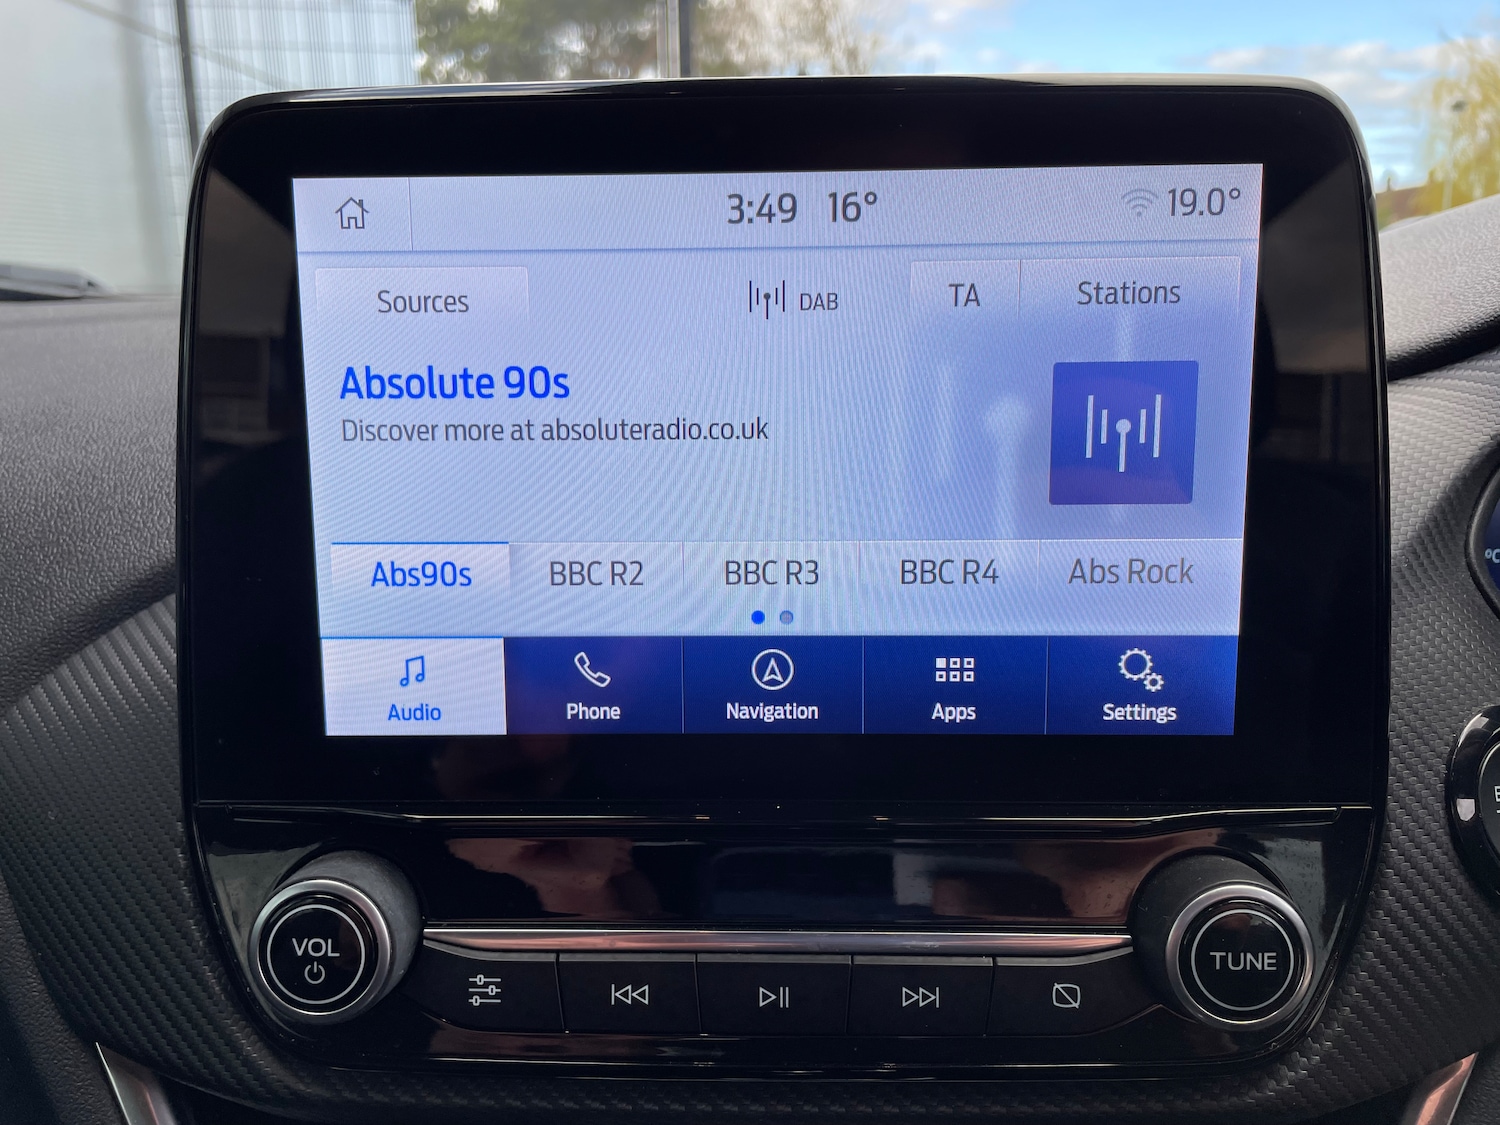 3:49 16° 19.0°
Sources DAB TA Stations
Absolute 90s
Discover more at absoluteradio.co.uk
Abs90s BBC R2 BBC R3 BBC R4 Abs Rock
Audio Phone Navigation Apps Settings
VOL TUNE
°C